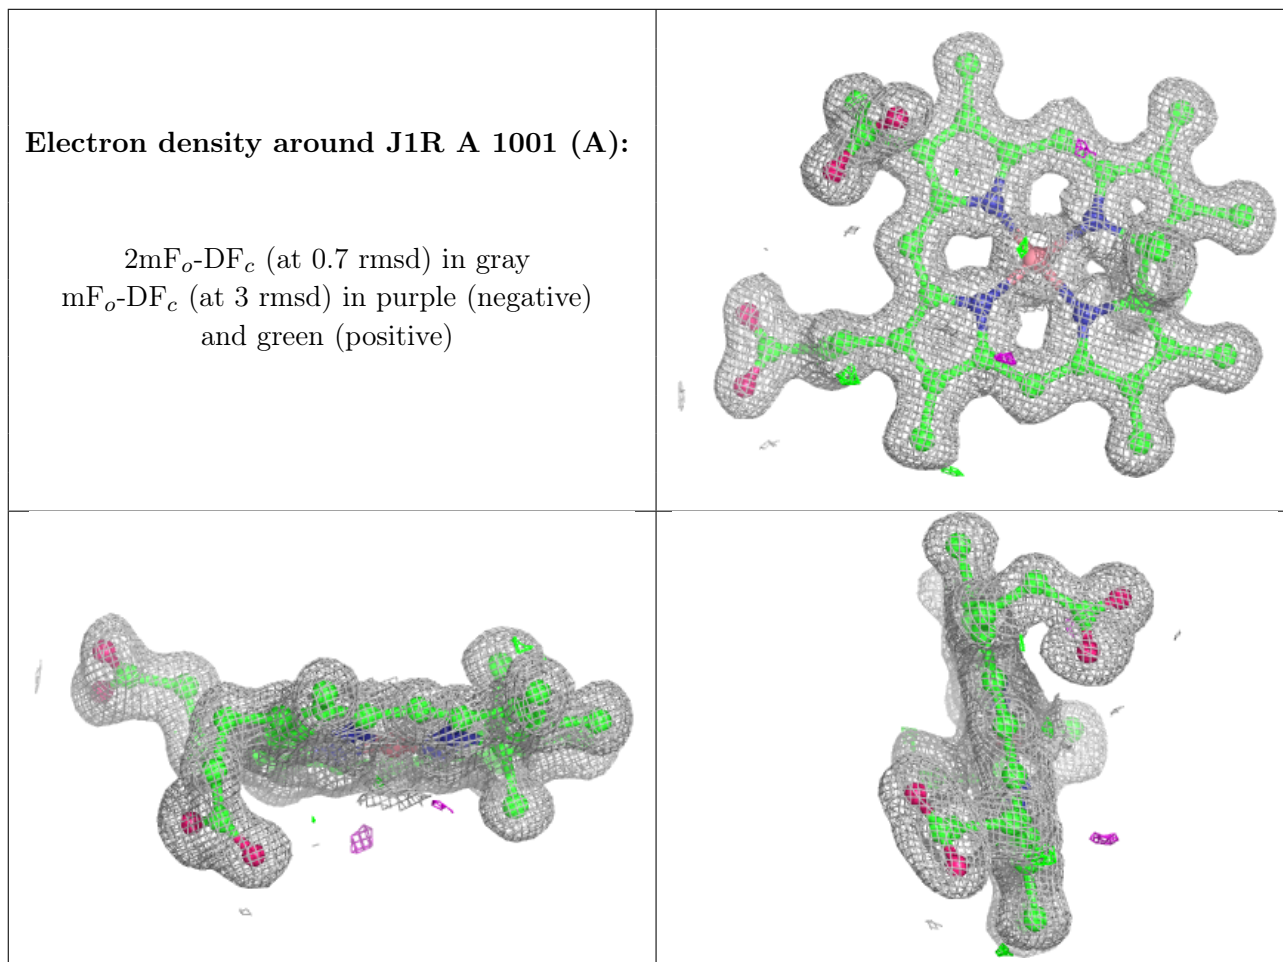 Electron density around J1R A 1001 (A):
2mFo-DFc (at 0.7 rmsd) in gray
mFo-DFc (at 3 rmsd) in purple (negative)
and green (positive)